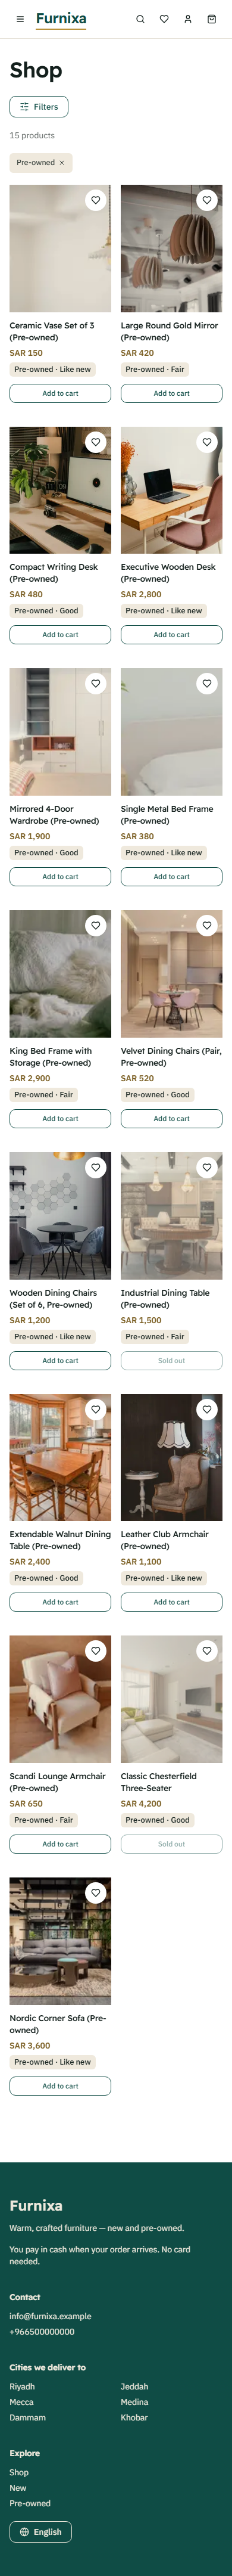 Furnixa
Shop
Filters
15 products
Pre-owned ×
Ceramic Vase Set of 3
(Pre-owned)
SAR 150
Pre-owned · Like new
Add to cart
Large Round Gold Mirror
(Pre-owned)
SAR 420
Pre-owned · Fair
Add to cart
Compact Writing Desk
(Pre-owned)
SAR 480
Pre-owned · Good
Add to cart
Executive Wooden Desk
(Pre-owned)
SAR 2,800
Pre-owned · Like new
Add to cart
Mirrored 4-Door
Wardrobe (Pre-owned)
SAR 1,900
Pre-owned · Good
Add to cart
Single Metal Bed Frame
(Pre-owned)
SAR 380
Pre-owned · Like new
Add to cart
King Bed Frame with
Storage (Pre-owned)
SAR 2,900
Pre-owned · Fair
Add to cart
Velvet Dining Chairs (Pair,
Pre-owned)
SAR 520
Pre-owned · Good
Add to cart
Wooden Dining Chairs
(Set of 6, Pre-owned)
SAR 1,200
Pre-owned · Like new
Add to cart
Industrial Dining Table
(Pre-owned)
SAR 1,500
Pre-owned · Fair
Sold out
Extendable Walnut Dining
Table (Pre-owned)
SAR 2,400
Pre-owned · Good
Add to cart
Leather Club Armchair
(Pre-owned)
SAR 1,100
Pre-owned · Like new
Add to cart
Scandi Lounge Armchair
(Pre-owned)
SAR 650
Pre-owned · Fair
Add to cart
Classic Chesterfield
Three-Seater
SAR 4,200
Pre-owned · Good
Sold out
Nordic Corner Sofa (Pre-
owned)
SAR 3,600
Pre-owned · Like new
Add to cart
Furnixa
Warm, crafted furniture — new and pre-owned.
You pay in cash when your order arrives. No card
needed.
Contact
info@furnixa.example
+966500000000
Cities we deliver to
Riyadh
Jeddah
Mecca
Medina
Dammam
Khobar
Explore
Shop
New
Pre-owned
English